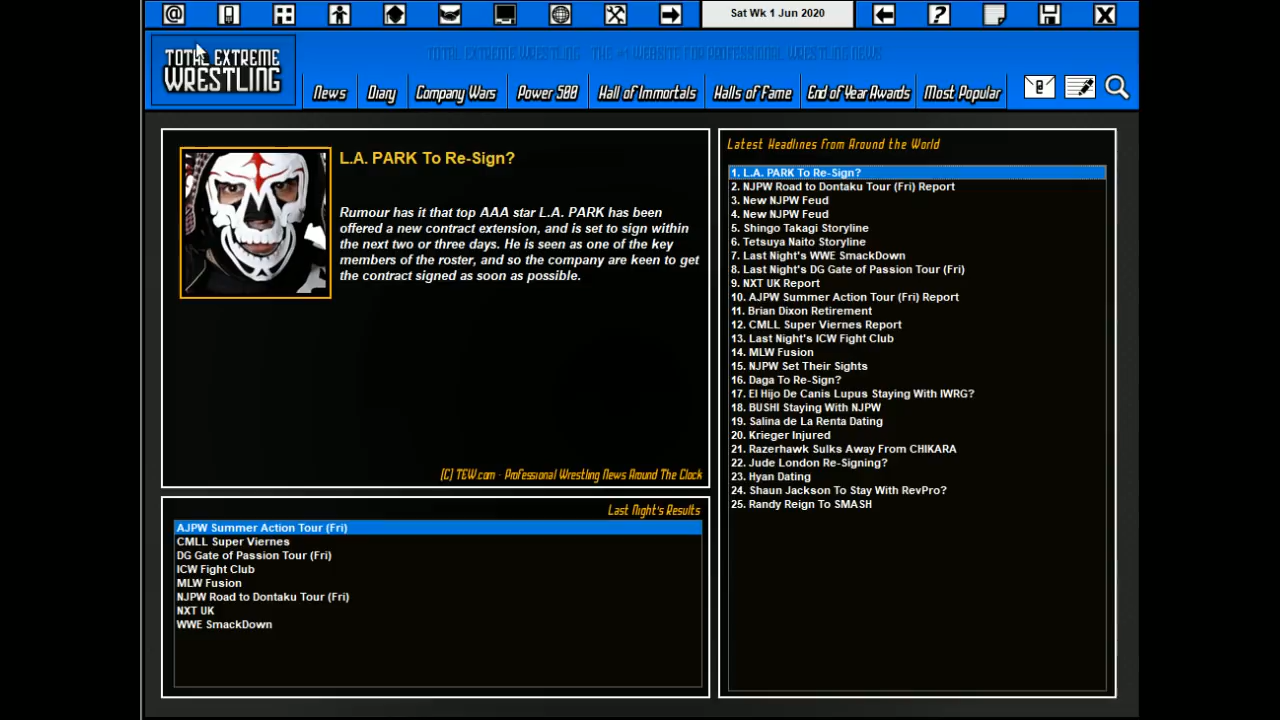 Sat Wk 1 Jun 2020
TOTAL EXTREME WRESTLING - THE #1 WEBSITE FOR PROFESSIONAL WRESTLING NEWS
TOTAL EXTREME
WRESTLING
News
Diary
Company Wars
Power 500
Hall of Immortals
Halls of Fame
End of Year Awards
Most Popular
L.A. PARK To Re-Sign?
Rumour has it that top AAA star L.A. PARK has been
offered a new contract extension, and is set to sign within
the next two or three days. He is seen as one of the key
members of the roster, and so the company are keen to get
the contract signed as soon as possible.
(C) TEW.com - Professional Wrestling News Around The Clock
Last Night's Results
AJPW Summer Action Tour (Fri)
CMLL Super Viernes
DG Gate of Passion Tour (Fri)
ICW Fight Club
MLW Fusion
NJPW Road to Dontaku Tour (Fri)
NXT UK
WWE SmackDown
Latest Headlines From Around the World
1. L.A. PARK To Re-Sign?
2. NJPW Road to Dontaku Tour (Fri) Report
3. New NJPW Feud
4. New NJPW Feud
5. Shingo Takagi Storyline
6. Tetsuya Naito Storyline
7. Last Night's WWE SmackDown
8. Last Night's DG Gate of Passion Tour (Fri)
9. NXT UK Report
10. AJPW Summer Action Tour (Fri) Report
11. Brian Dixon Retirement
12. CMLL Super Viernes Report
13. Last Night's ICW Fight Club
14. MLW Fusion
15. NJPW Set Their Sights
16. Daga To Re-Sign?
17. El Hijo De Canis Lupus Staying With IWRG?
18. BUSHI Staying With NJPW
19. Salina de La Renta Dating
20. Krieger Injured
21. Razerhawk Sulks Away From CHIKARA
22. Jude London Re-Signing?
23. Hyan Dating
24. Shaun Jackson To Stay With RevPro?
25. Randy Reign To SMASH